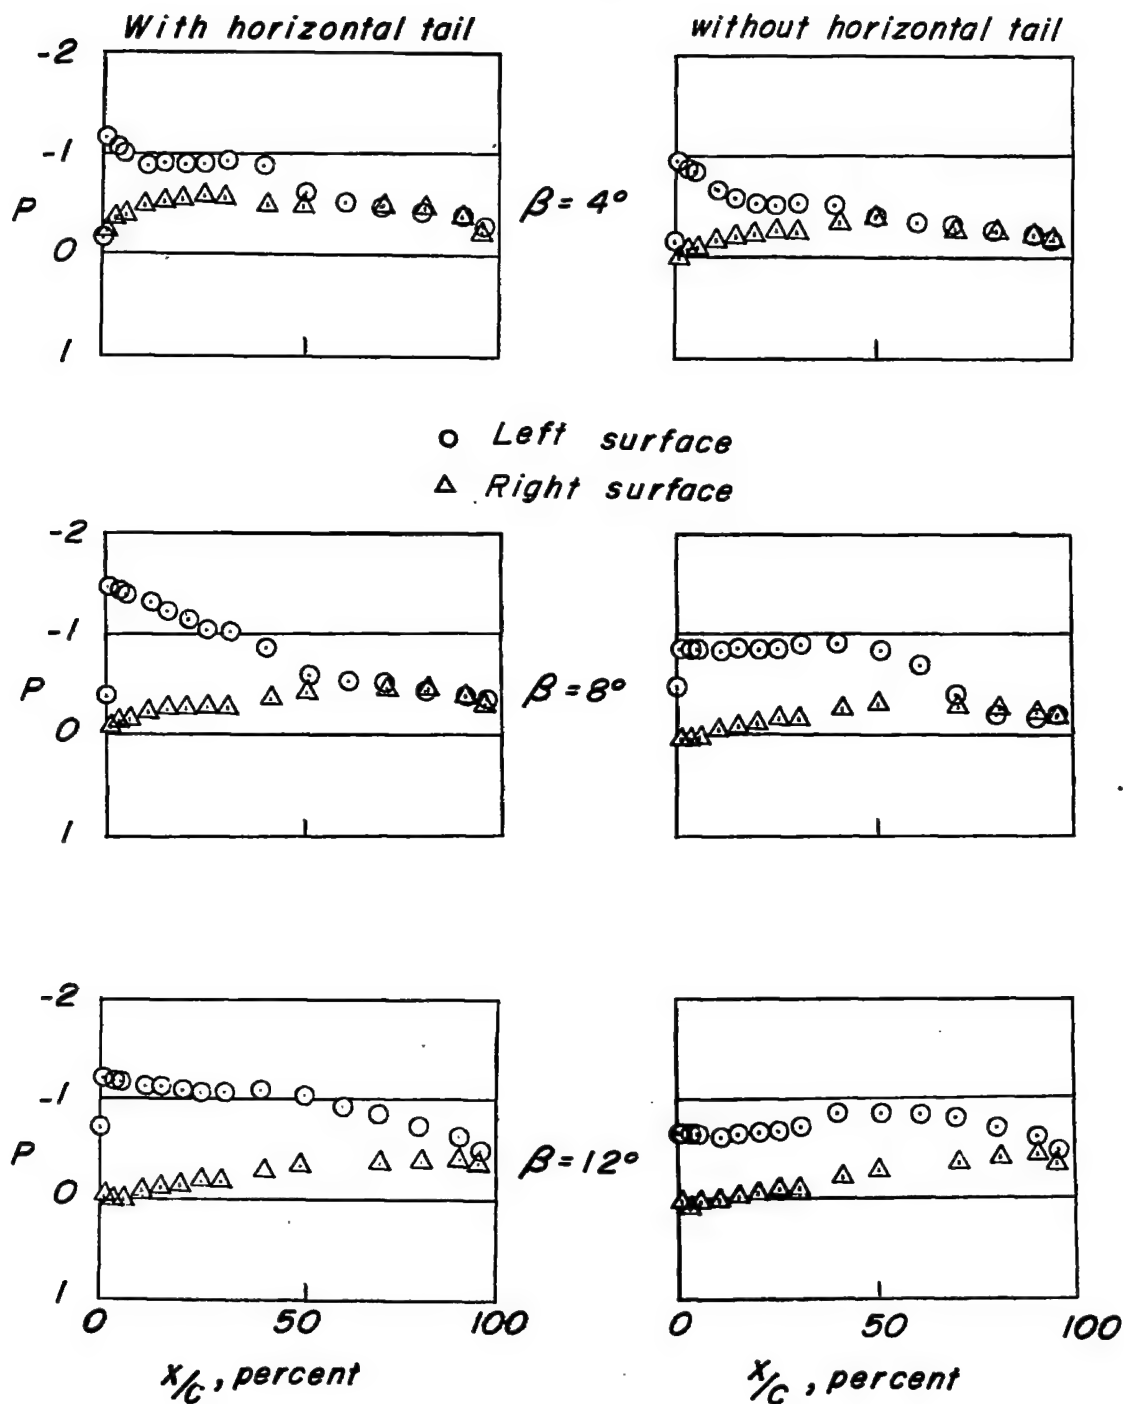 With horizontal tail
without horizontal tail
-2
-1
P
0
1
β = 4°
Left surface
Right surface
-2
-1
P
0
1
β = 8°
-2
-1
P
0
1
β = 12°
0 50 100
0 50 100
x/c, percent
x/c, percent